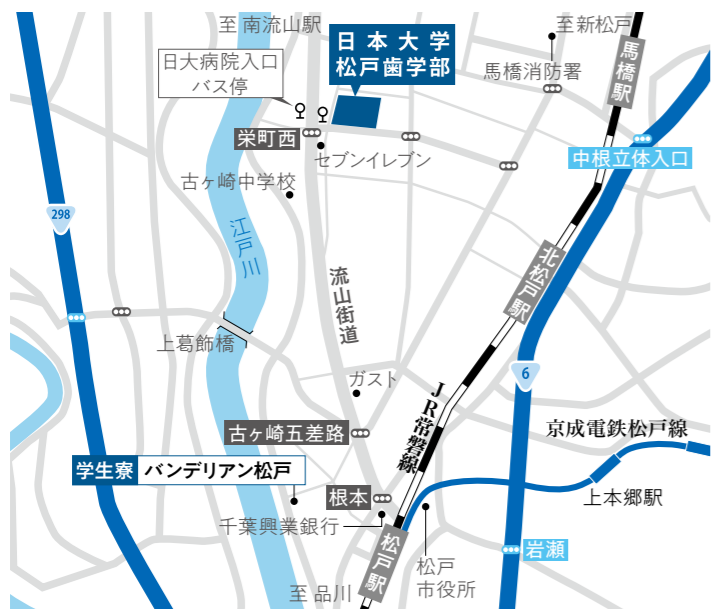 至 南流山駅
至新松戸
日本大学
松戸歯学部
日大病院入口
バス停
馬橋消防署
馬橋駅
栄町西
セブンイレブン
中根立体入口
古ヶ崎中学校
298
江戸川
北松戸駅
流山街道
上葛飾橋
6
ガスト
JR常磐線
古ヶ崎五差路
京成電鉄松戸線
学生寮 バンデリアン松戸
根本
上本郷駅
千葉興業銀行
松戸駅
岩瀬
松戸
市役所
至 品川